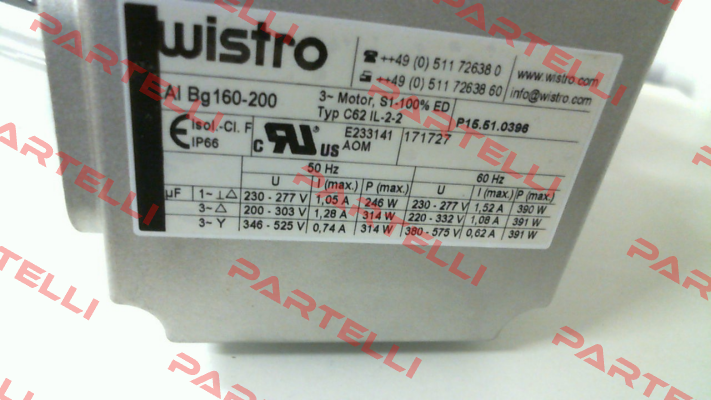 wistro
☎ ++49 (0) 511 72638 0
++49 (0) 511 72638 60
www.wistro.com
info@wistro.com
AI Bg160-200
3~ Motor, S1-100% ED
Typ C62 IL-2-2
P15.51.0396
CE Isol.-Cl. F
IP66
c RU US
E233141
AOM
171727
50 Hz 60 Hz
U I (max.) P (max.) U I (max.) P (max.)
µF 1~ ⊥ △ 230 - 277 V 1,05 A 246 W 230 - 277 V 1,52 A 390 W
3~ △ 200 - 303 V 1,28 A 314 W 220 - 332 V 1,08 A 391 W
3~ Y 346 - 525 V 0,74 A 314 W 380 - 575 V 0,62 A 391 W
PARTELLI
PARTELLI
PARTELLI
PARTELLI
PARTELLI
PARTELLI